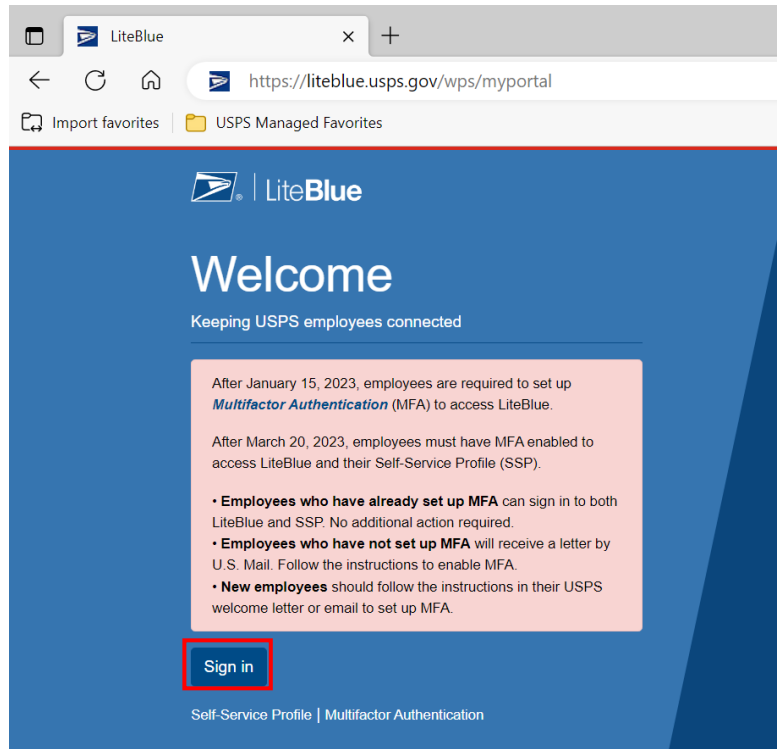 LiteBlue
https://liteblue.usps.gov/wps/myportal
Import favorites USPS Managed Favorites
LiteBlue
Welcome
Keeping USPS employees connected
After January 15, 2023, employees are required to set up
Multifactor Authentication (MFA) to access LiteBlue.
After March 20, 2023, employees must have MFA enabled to
access LiteBlue and their Self-Service Profile (SSP).
• Employees who have already set up MFA can sign in to both
LiteBlue and SSP. No additional action required.
• Employees who have not set up MFA will receive a letter by
U.S. Mail. Follow the instructions to enable MFA.
• New employees should follow the instructions in their USPS
welcome letter or email to set up MFA.
Sign in
Self-Service Profile | Multifactor Authentication